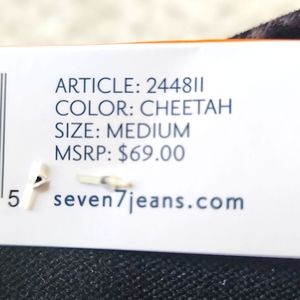 ARTICLE: 2448II
COLOR: CHEETAH
SIZE: MEDIUM
MSRP: $69.00
5
seven7jeans.com